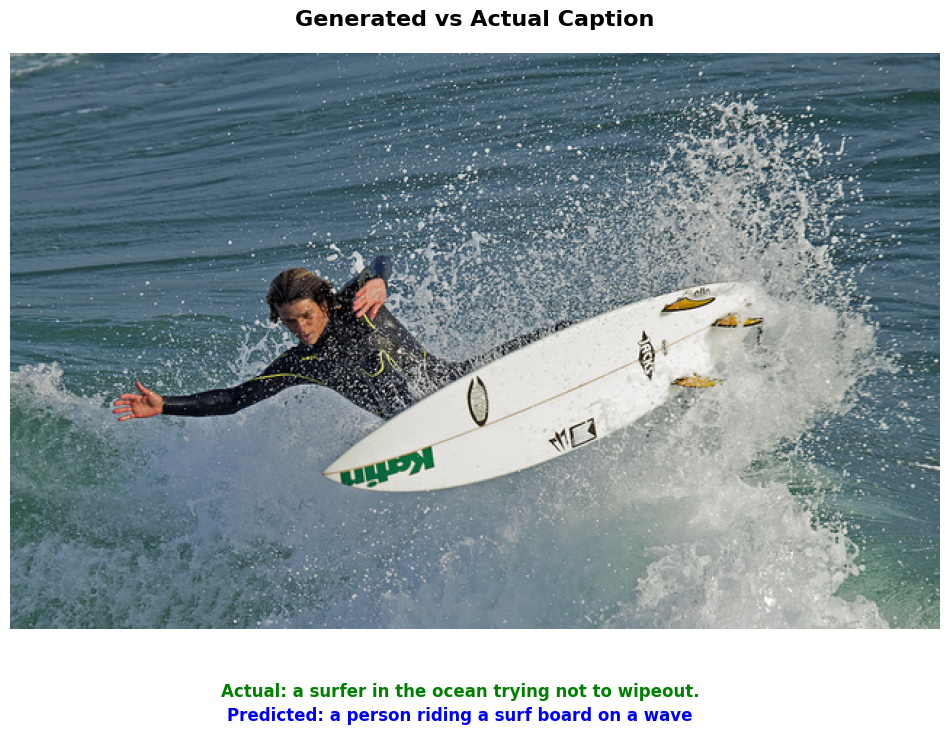 Generated vs Actual Caption
Katin
Actual: a surfer in the ocean trying not to wipeout.
Predicted: a person riding a surf board on a wave